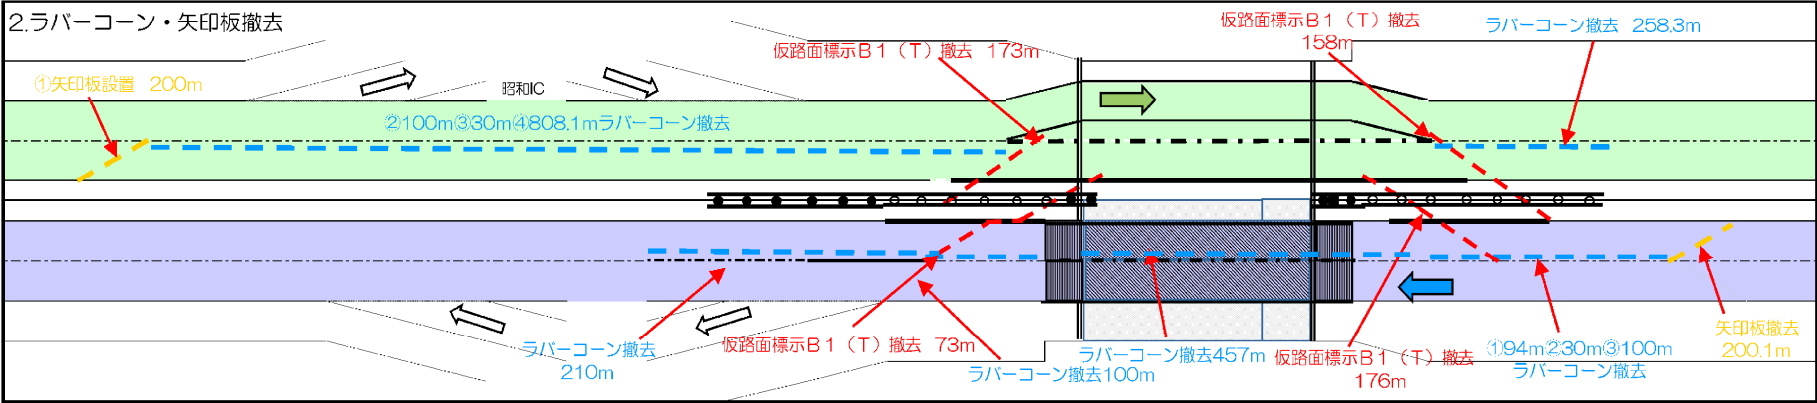 2.ラバーコーン・矢印板撤去
仮路面標示Ｂ１（Ｔ）撤去
158m
ラバーコーン撤去 258.3m
仮路面標示Ｂ１（Ｔ）撤去 173m
①矢印板設置 200m
昭和IC
②100m③30m④808.1mラバーコーン撤去
ラバーコーン撤去
210m
仮路面標示Ｂ１（Ｔ）撤去 73m
ラバーコーン撤去100m
ラバーコーン撤去457m
仮路面標示Ｂ１（Ｔ）撤去
176m
①94m②30m③100m
ラバーコーン撤去
矢印板撤去
200.1m